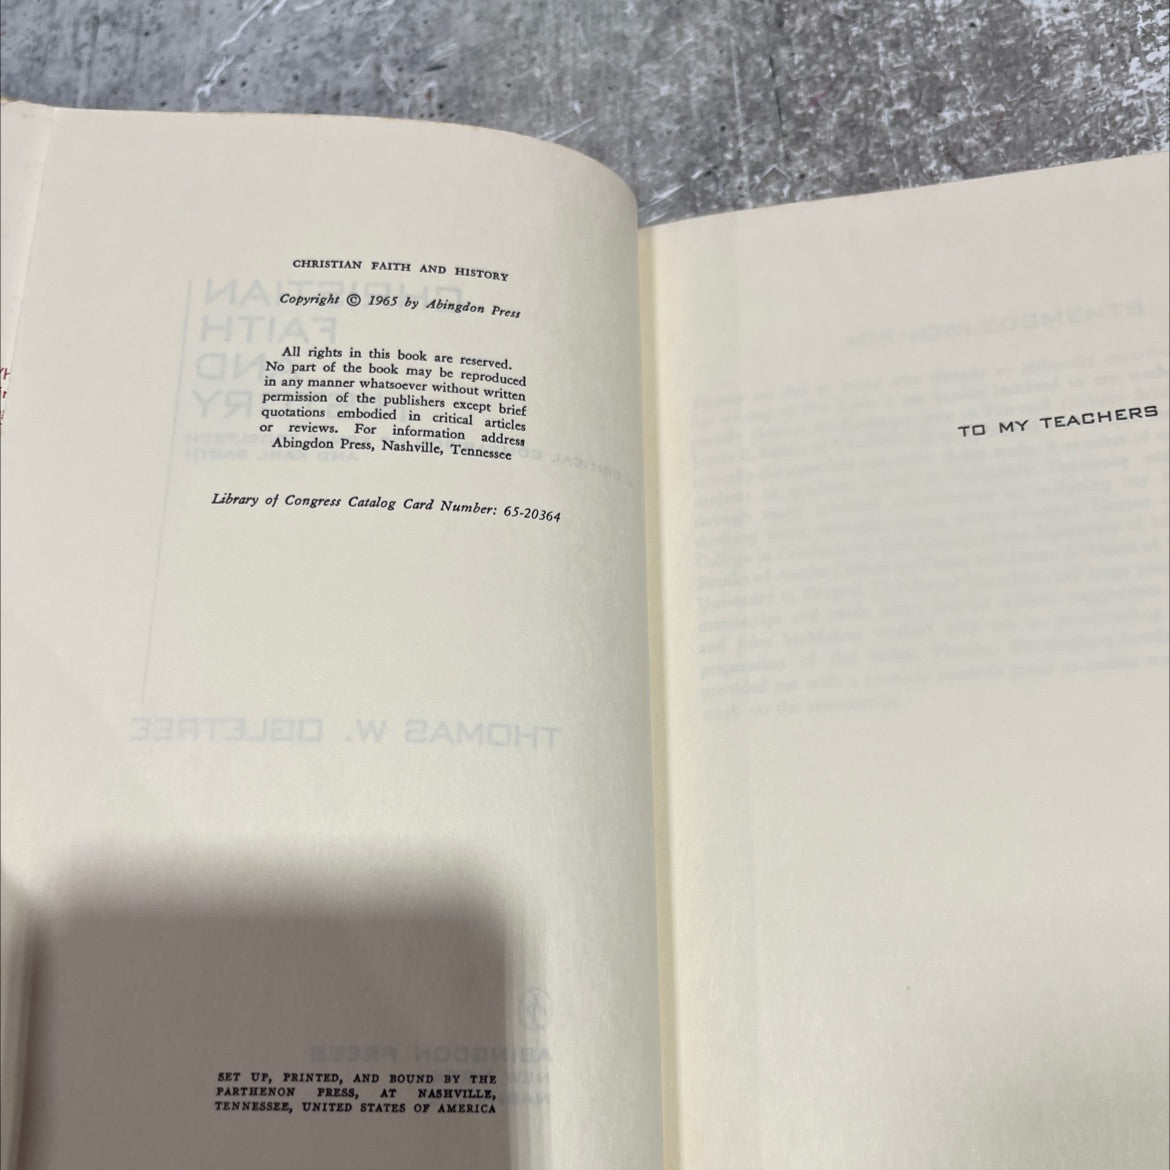 CHRISTIAN FAITH AND HISTORY
Copyright © 1965 by Abingdon Press
All rights in this book are reserved.
No part of the book may be reproduced
in any manner whatsoever without written
permission of the publishers except brief
quotations embodied in critical articles
or reviews. For information address
Abingdon Press, Nashville, Tennessee
Library of Congress Catalog Card Number: 65-20364
SET UP, PRINTED, AND BOUND BY THE
PARTHENON PRESS, AT NASHVILLE,
TENNESSEE, UNITED STATES OF AMERICA
TO MY TEACHERS